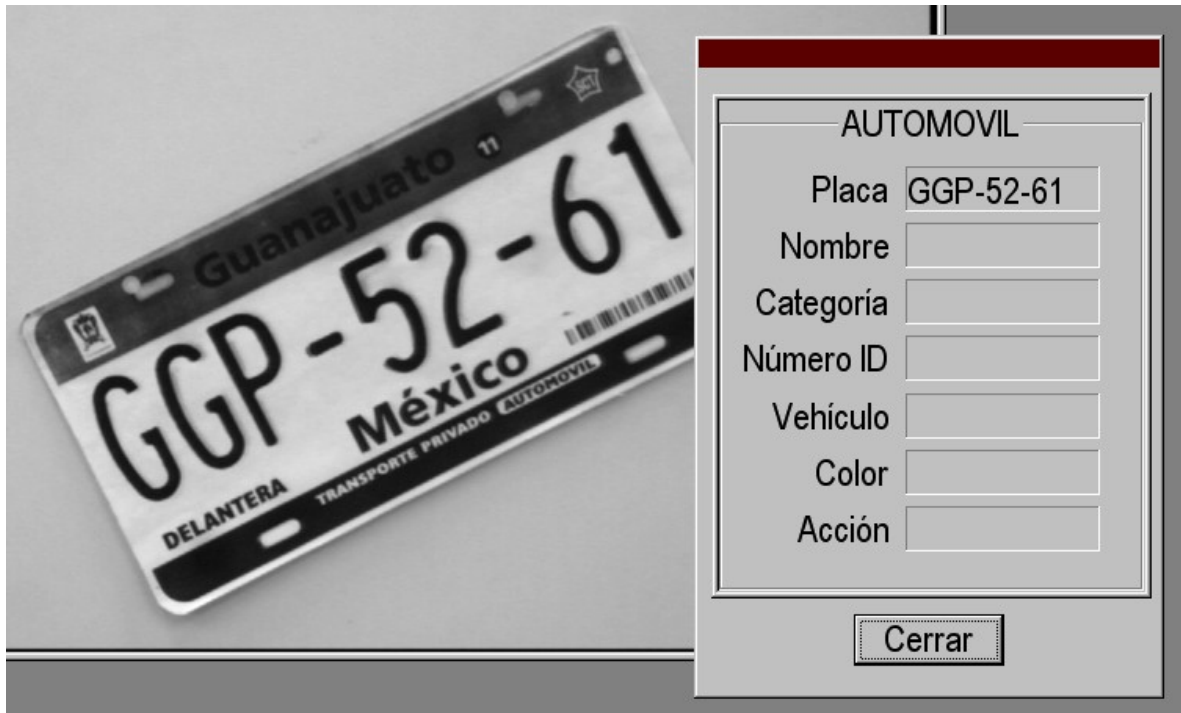 SCT
Guanajuato 11
GGP-52-61
México
DELANTERA
TRANSPORTE PRIVADO AUTOMOVIL
AUTOMOVIL
Placa GGP-52-61
Nombre
Categoría
Número ID
Vehículo
Color
Acción
Cerrar